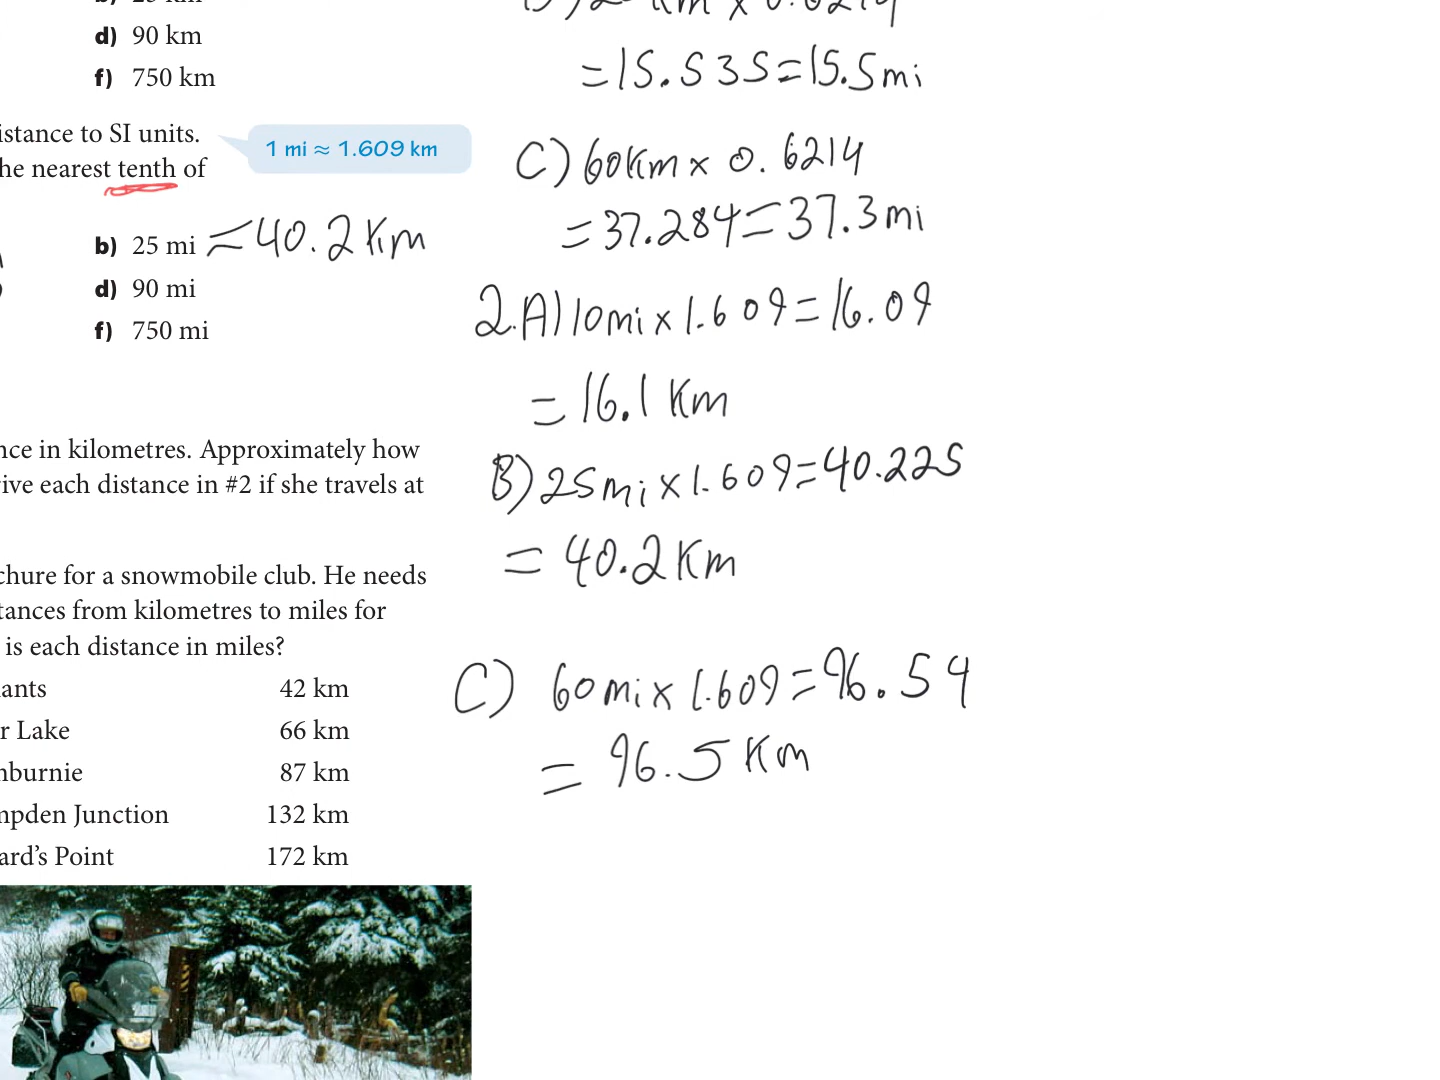 d) 90 km
f) 750 km
istance to SI units.
he nearest tenth of
1 mi ≈ 1.609 km
b) 25 mi ≈40.2 Km
d) 90 mi
f) 750 mi
nce in kilometres. Approximately how
ive each distance in #2 if she travels at
chure for a snowmobile club. He needs
tances from kilometres to miles for
is each distance in miles?
ants 42 km
r Lake 66 km
nburnie 87 km
mpden Junction 132 km
ard's Point 172 km
=15.535=15.5mi
C) 60Km x 0.6214
=37.284=37.3mi
2.A) 10mi x 1.609=16.09
=16.1 Km
B) 25mi x 1.609=40.225
= 40.2Km
C) 60mi x 1.609=96.54
= 96.5 Km